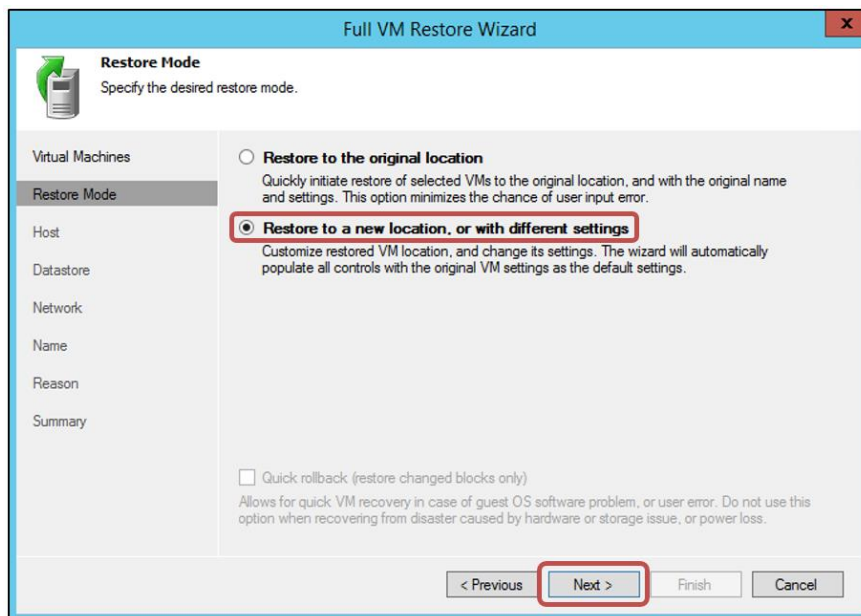 Full VM Restore Wizard
x
Restore Mode
Specify the desired restore mode.
Virtual Machines
Restore Mode
Host
Datastore
Network
Name
Reason
Summary
Restore to the original location
Quickly initiate restore of selected VMs to the original location, and with the original name
and settings. This option minimizes the chance of user input error.
Restore to a new location, or with different settings
Customize restored VM location, and change its settings. The wizard will automatically
populate all controls with the original VM settings as the default settings.
Quick rollback (restore changed blocks only)
Allows for quick VM recovery in case of guest OS software problem, or user error. Do not use this
option when recovering from disaster caused by hardware or storage issue, or power loss.
< Previous
Next >
Finish
Cancel